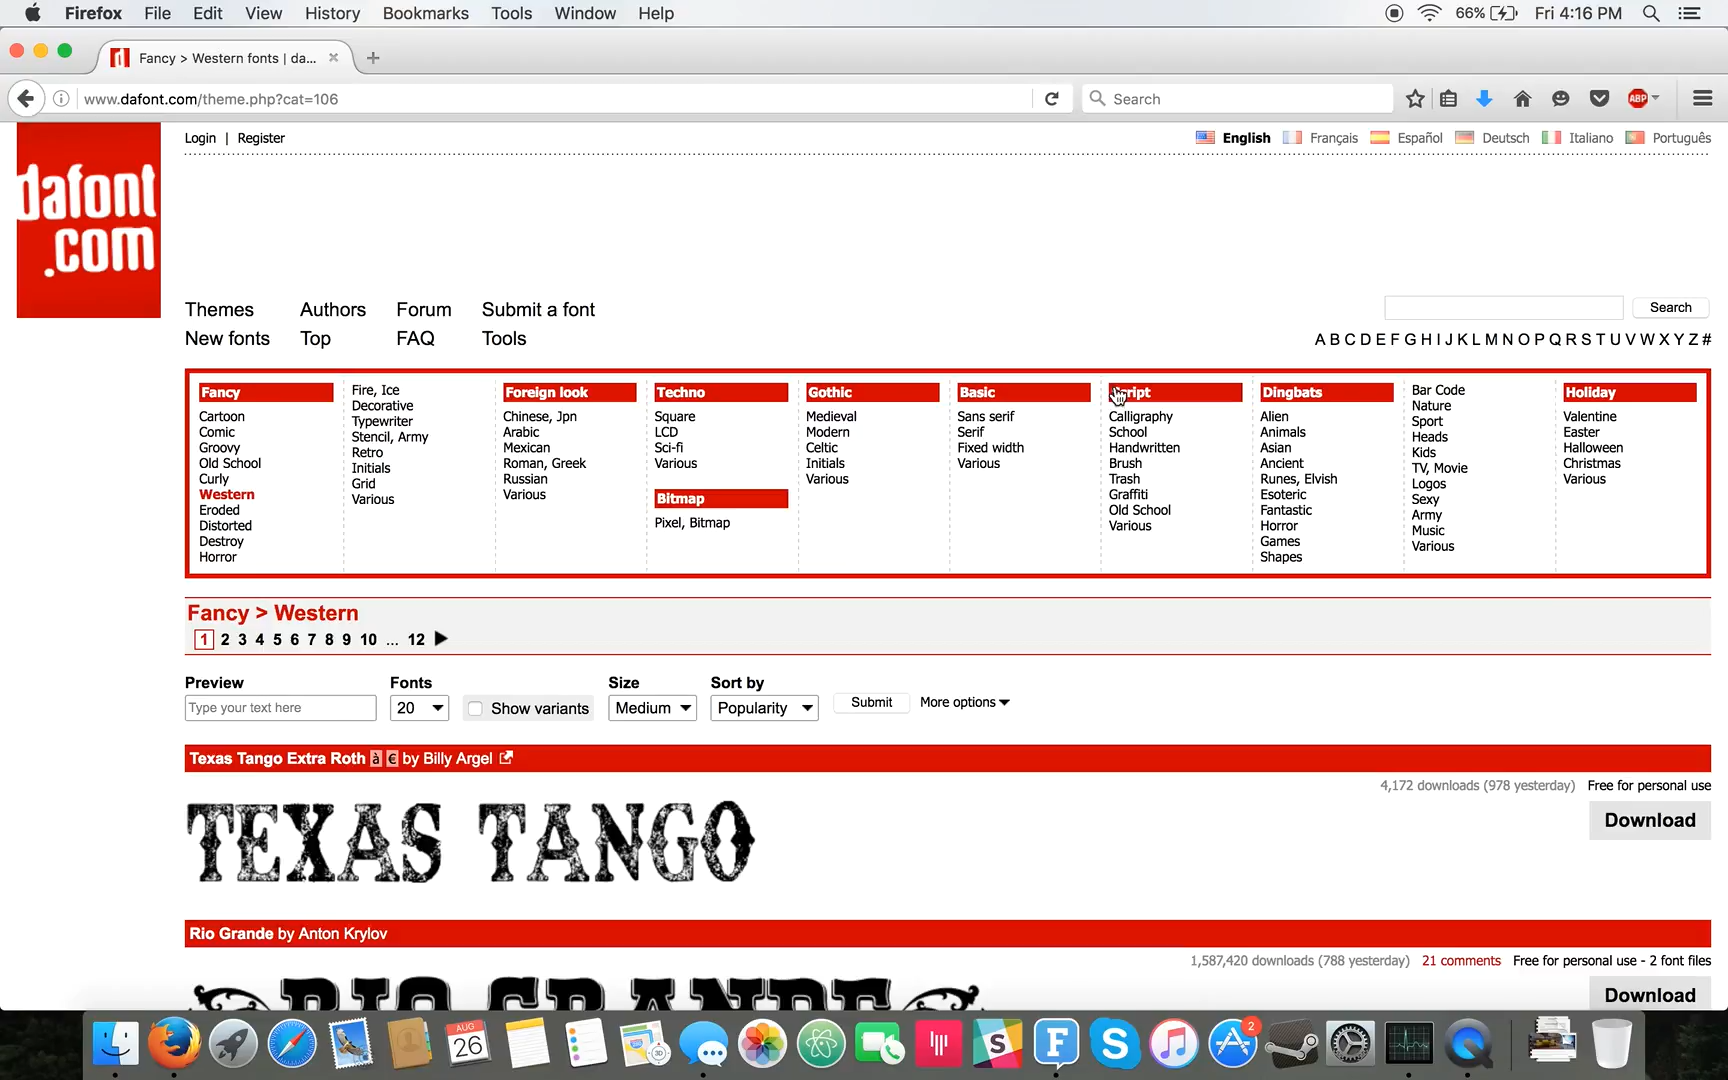 Firefox File Edit View History Bookmarks Tools Window Help 66% Fri 4:16 PM
Fancy > Western fonts | da...
www.dafont.com/theme.php?cat=106 Search ABP
Login | Register English Français Español Deutsch Italiano Português
dafont
.com
Themes Authors Forum Submit a font Search
New fonts Top FAQ Tools A B C D E F G H I J K L M N O P Q R S T U V W X Y Z #
Fancy
Cartoon
Comic
Groovy
Old School
Curly
Western
Eroded
Distorted
Destroy
Horror
Fire, Ice
Decorative
Typewriter
Stencil, Army
Retro
Initials
Grid
Various
Foreign look
Chinese, Jpn
Arabic
Mexican
Roman, Greek
Russian
Various
Techno
Square
LCD
Sci-fi
Various
Bitmap
Pixel, Bitmap
Gothic
Medieval
Modern
Celtic
Initials
Various
Basic
Sans serif
Serif
Fixed width
Various
Calligraphy
School
Handwritten
Brush
Trash
Graffiti
Old School
Various
Dingbats
Alien
Animals
Asian
Ancient
Runes, Elvish
Esoteric
Fantastic
Horror
Games
Shapes
Bar Code
Nature
Sport
Heads
Kids
TV, Movie
Logos
Sexy
Army
Music
Various
Holiday
Valentine
Easter
Halloween
Christmas
Various
Fancy > Western
1 2 3 4 5 6 7 8 9 10 ... 12
Preview Fonts Size Sort by
Type your text here 20 Show variants Medium Popularity Submit More options
Texas Tango Extra Roth à € by Billy Argel
4,172 downloads (978 yesterday) Free for personal use
Download
TEXAS TANGO
Rio Grande by Anton Krylov
1,587,420 downloads (788 yesterday) 21 comments Free for personal use - 2 font files
Download
RIO GRANDE
AUG
26
3D
S
F
S
2